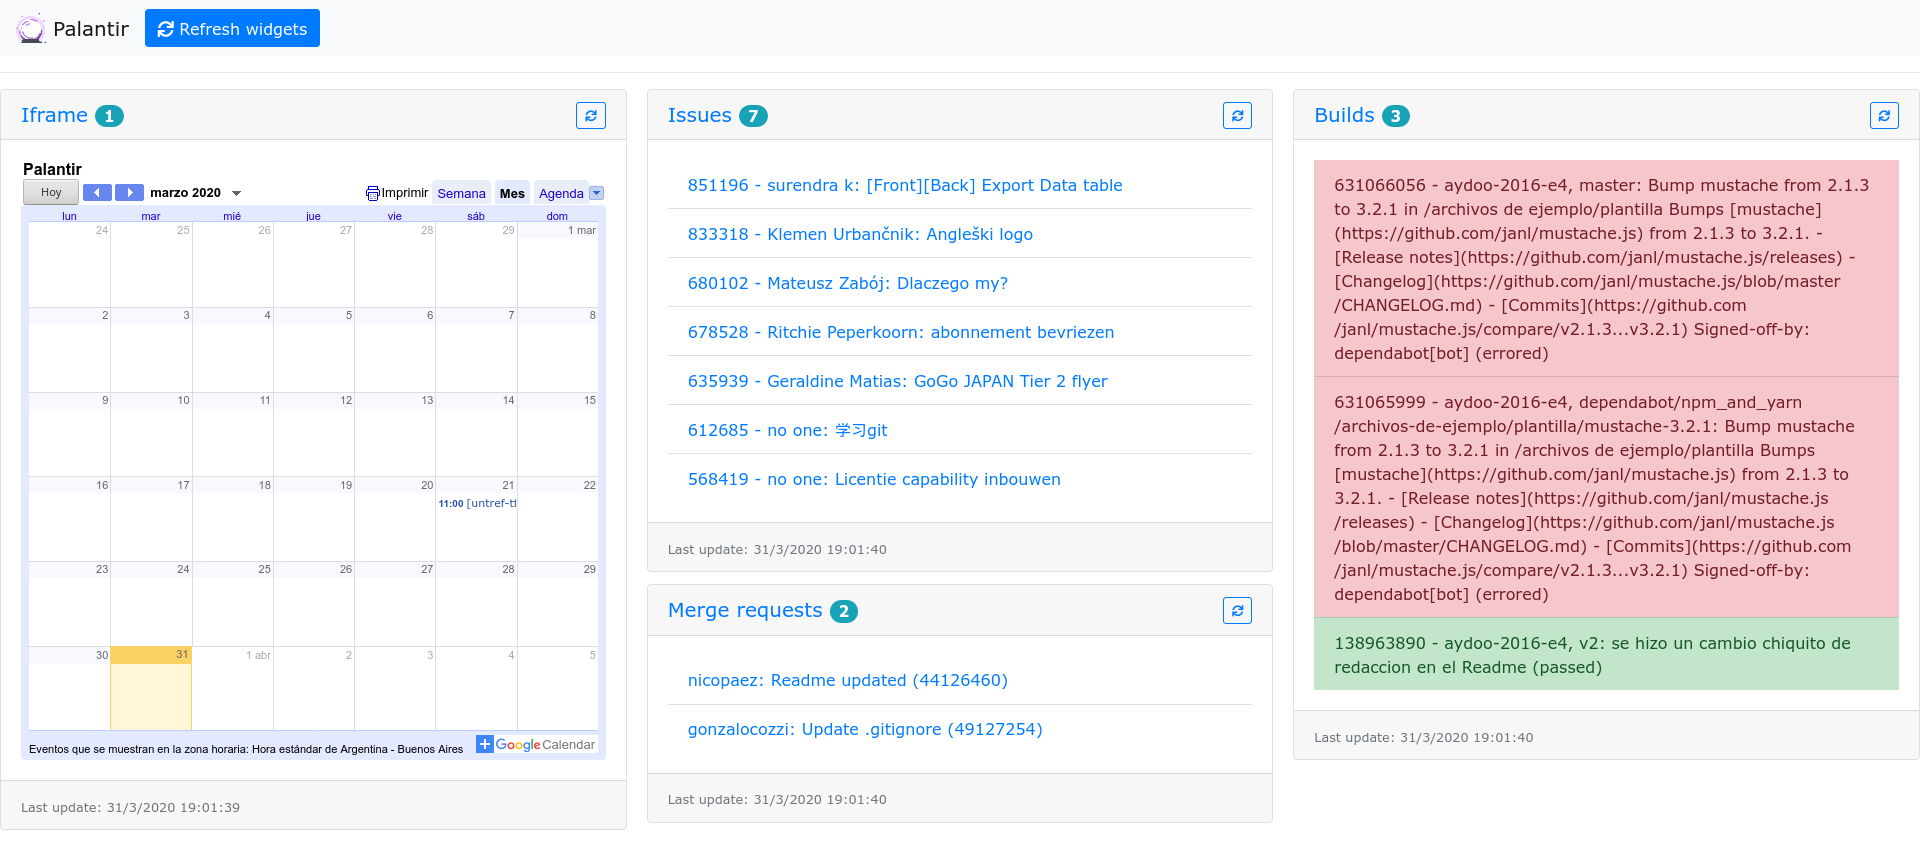 Palantir
Refresh widgets
Iframe 1
Palantir
Hoy
marzo 2020
Imprimir
Semana
Mes
Agenda
lun mar mié jue vie sáb dom
24 25 26 27 28 29 1 mar
2 3 4 5 6 7 8
9 10 11 12 13 14 15
16 17 18 19 20 21 22
11:00 [untref-tt
23 24 25 26 27 28 29
30 31 1 abr 2 3 4 5
Eventos que se muestran en la zona horaria: Hora estándar de Argentina - Buenos Aires
Google Calendar
Last update: 31/3/2020 19:01:39
Issues 7
851196 - surendra k: [Front][Back] Export Data table
833318 - Klemen Urbančnik: Angleški logo
680102 - Mateusz Zabój: Dlaczego my?
678528 - Ritchie Peperkoorn: abonnement bevriezen
635939 - Geraldine Matias: GoGo JAPAN Tier 2 flyer
612685 - no one: 学习git
568419 - no one: Licentie capability inbouwen
Last update: 31/3/2020 19:01:40
Merge requests 2
nicopaez: Readme updated (44126460)
gonzalocozzi: Update .gitignore (49127254)
Last update: 31/3/2020 19:01:40
Builds 3
631066056 - aydoo-2016-e4, master: Bump mustache from 2.1.3
to 3.2.1 in /archivos de ejemplo/plantilla Bumps [mustache]
(https://github.com/janl/mustache.js) from 2.1.3 to 3.2.1. -
[Release notes](https://github.com/janl/mustache.js/releases) -
[Changelog](https://github.com/janl/mustache.js/blob/master
/CHANGELOG.md) - [Commits](https://github.com
/janl/mustache.js/compare/v2.1.3...v3.2.1) Signed-off-by:
dependabot[bot] (errored)
631065999 - aydoo-2016-e4, dependabot/npm_and_yarn
/archivos-de-ejemplo/plantilla/mustache-3.2.1: Bump mustache
from 2.1.3 to 3.2.1 in /archivos de ejemplo/plantilla Bumps
[mustache](https://github.com/janl/mustache.js) from 2.1.3 to
3.2.1. - [Release notes](https://github.com/janl/mustache.js
/releases) - [Changelog](https://github.com/janl/mustache.js
/blob/master/CHANGELOG.md) - [Commits](https://github.com
/janl/mustache.js/compare/v2.1.3...v3.2.1) Signed-off-by:
dependabot[bot] (errored)
138963890 - aydoo-2016-e4, v2: se hizo un cambio chiquito de
redaccion en el Readme (passed)
Last update: 31/3/2020 19:01:40